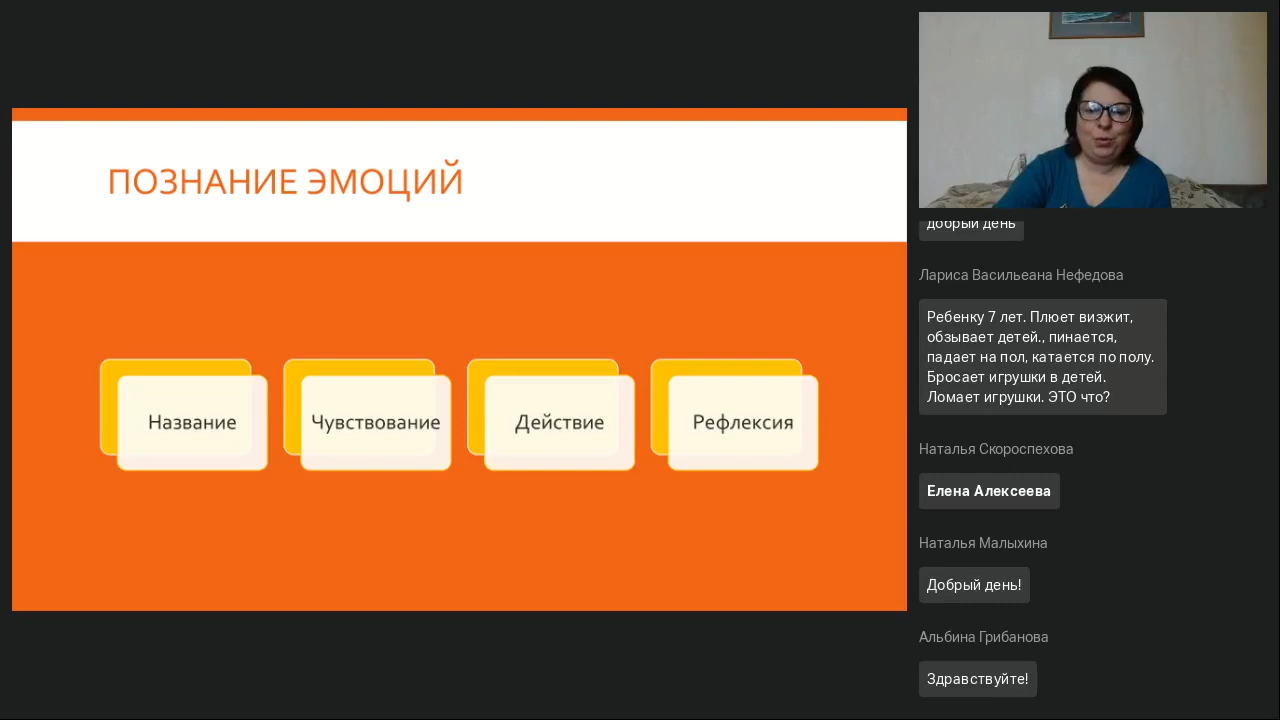 ПОЗНАНИЕ ЭМОЦИЙ
Название
Чувствование
Действие
Рефлексия
добрый день
Лариса Васильеана Нефедова
Ребенку 7 лет. Плюет визжит,
обзывает детей., пинается,
падает на пол, катается по полу.
Бросает игрушки в детей.
Ломает игрушки. ЭТО что?
Наталья Скороспехова
Елена Алексеева
Наталья Малыхина
Добрый день!
Альбина Грибанова
Здравствуйте!